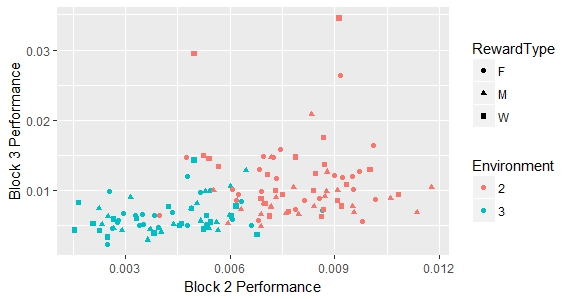 0.03
0.02
0.01
Block 3 Performance
0.003
0.006
0.009
0.012
Block 2 Performance
RewardType
F
M
W
Environment
2
3